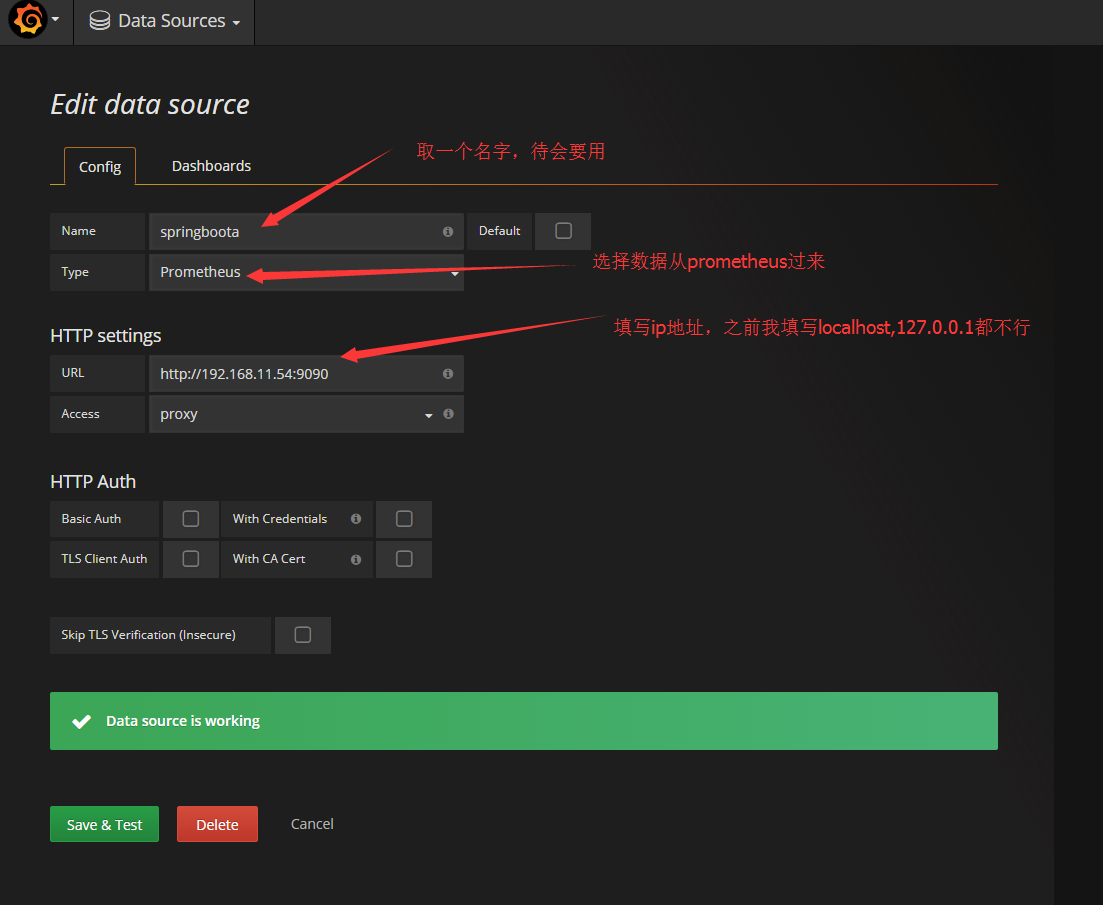 Data Sources
Edit data source
Config
Dashboards
取一个名字，待会要用
Name
springboota
Default
Type
Prometheus
选择数据从prometheus过来
HTTP settings
填写ip地址，之前我填写localhost,127.0.0.1都不行
URL
http://192.168.11.54:9090
Access
proxy
HTTP Auth
Basic Auth
With Credentials
TLS Client Auth
With CA Cert
Skip TLS Verification (Insecure)
Data source is working
Save & Test
Delete
Cancel